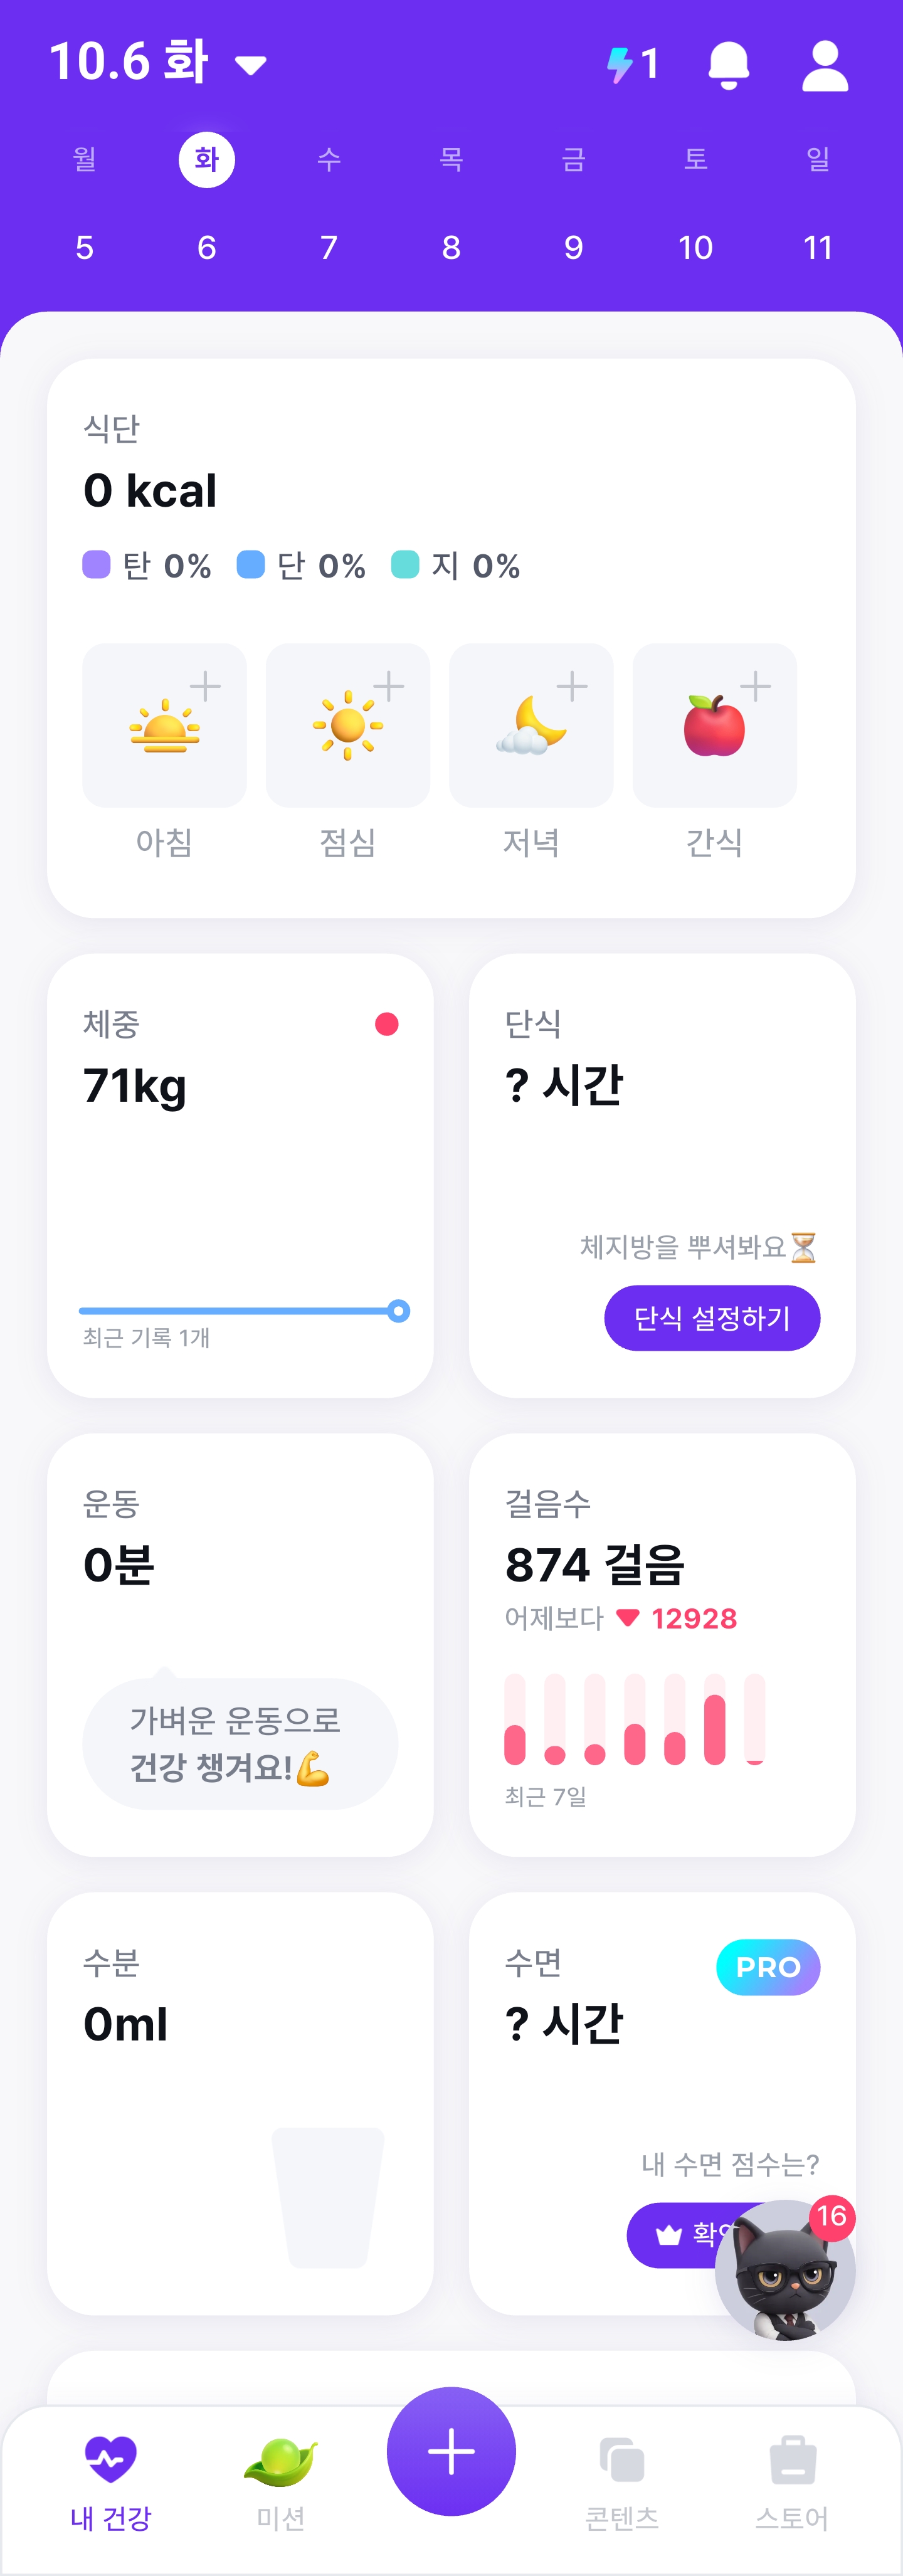 10.6 화
1
월 화 수 목 금 토 일
5 6 7 8 9 10 11
식단
0 kcal
탄 0% 단 0% 지 0%
아침 점심 저녁 간식
체중
71kg
최근 기록 1개
단식
? 시간
체지방을 뿌셔봐요⏳
단식 설정하기
운동
0분
가벼운 운동으로
건강 챙겨요!💪
걸음수
874 걸음
어제보다 ▼ 12928
최근 7일
수분
0ml
수면
PRO
? 시간
내 수면 점수는?
16
내 건강 미션 콘텐츠 스토어